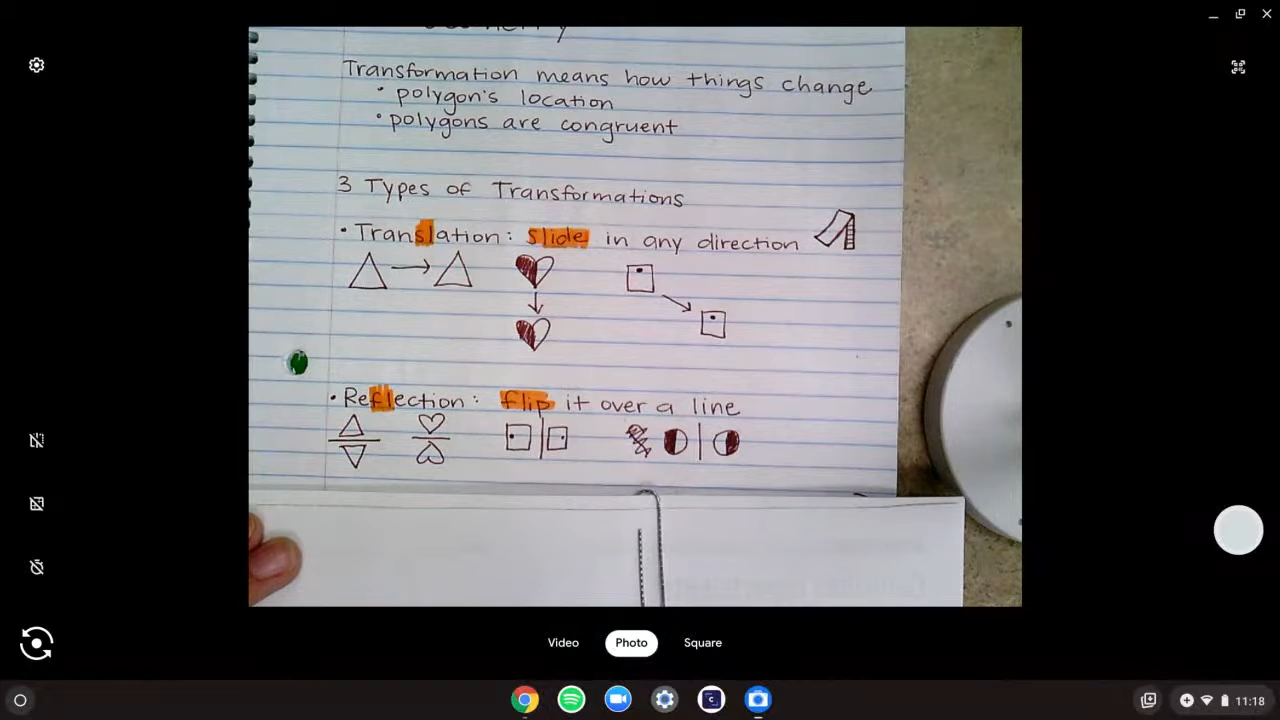 Transformation means how things change
• polygon's location
• polygons are congruent
3 Types of Transformations
• Translation: slide in any direction
• Reflection: flip it over a line
Video
Photo
Square
11:18